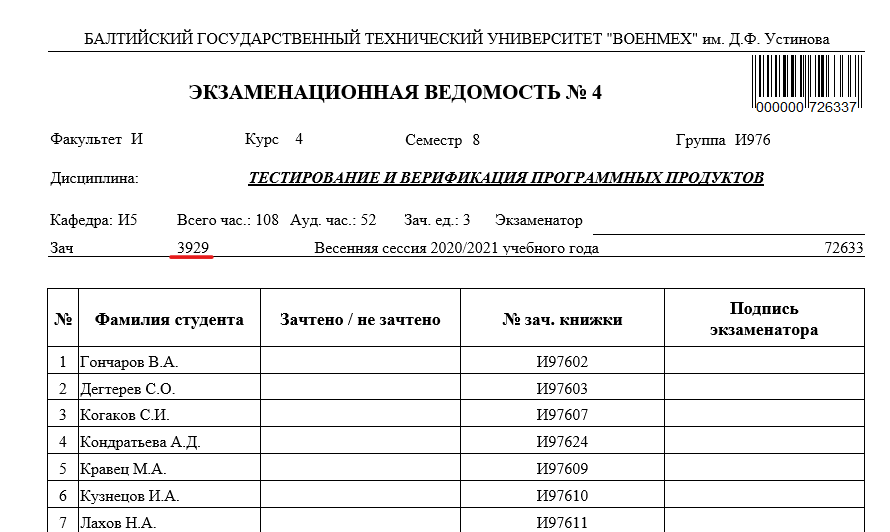 БАЛТИЙСКИЙ ГОСУДАРСТВЕННЫЙ ТЕХНИЧЕСКИЙ УНИВЕРСИТЕТ "ВОЕНМЕХ" им. Д.Ф. Устинова
ЭКЗАМЕНАЦИОННАЯ ВЕДОМОСТЬ № 4
000000 726337
Факультет И Курс 4 Семестр 8 Группа И976
Дисциплина: ТЕСТИРОВАНИЕ И ВЕРИФИКАЦИЯ ПРОГРАММНЫХ ПРОДУКТОВ
Кафедра: И5 Всего час.: 108 Ауд. час.: 52 Зач. ед.: 3 Экзаменатор
Зач 3929 Весенняя сессия 2020/2021 учебного года 72633
№ Фамилия студента Зачтено / не зачтено № зач. книжки Подпись экзаменатора
1 Гончаров В.А. И97602
2 Дегтерев С.О. И97603
3 Когаков С.И. И97607
4 Кондратьева А.Д. И97624
5 Кравец М.А. И97609
6 Кузнецов И.А. И97610
7 Лахов Н.А. И97611